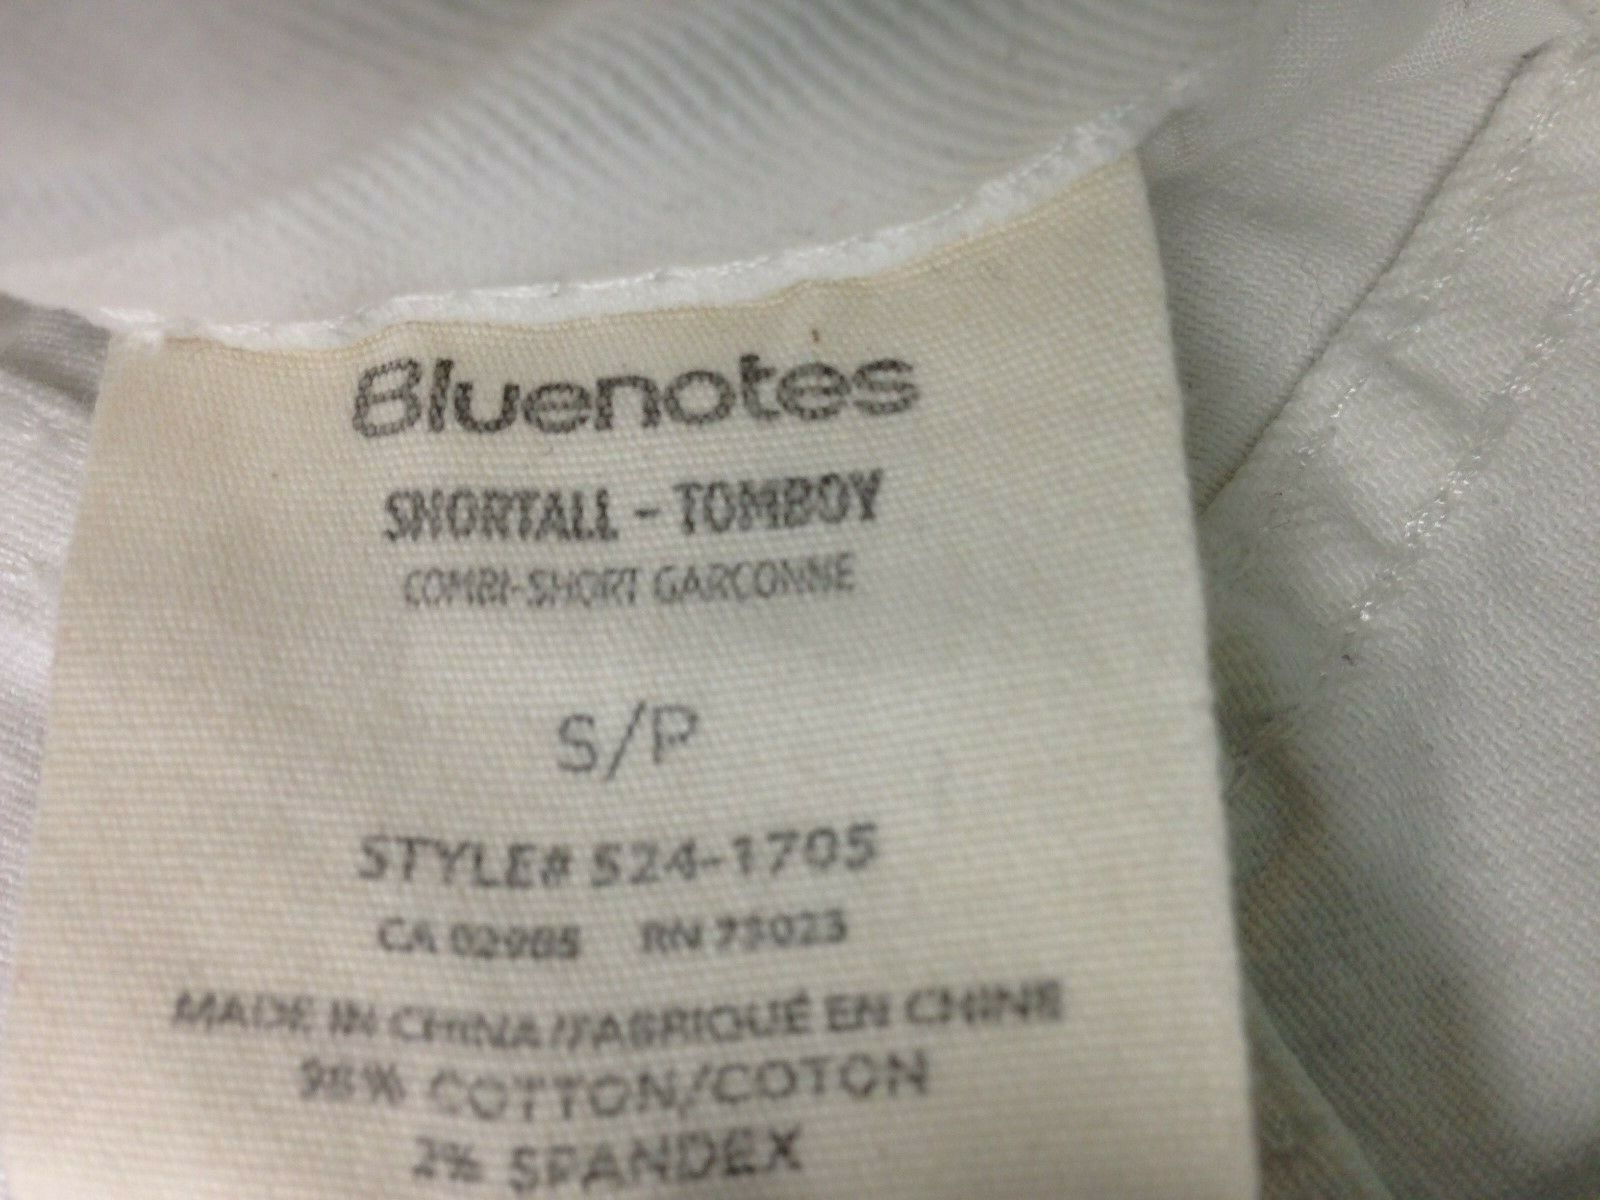 Bluenotes
SHORTALL - TOMBOY
COMBI-SHORT GARCONNE
S/P
STYLE# 524-1705
CA 02985 RN 73023
MADE IN CHINA//FABRIQUÉ EN CHINE
98% COTTON/COTON
2% SPANDEX